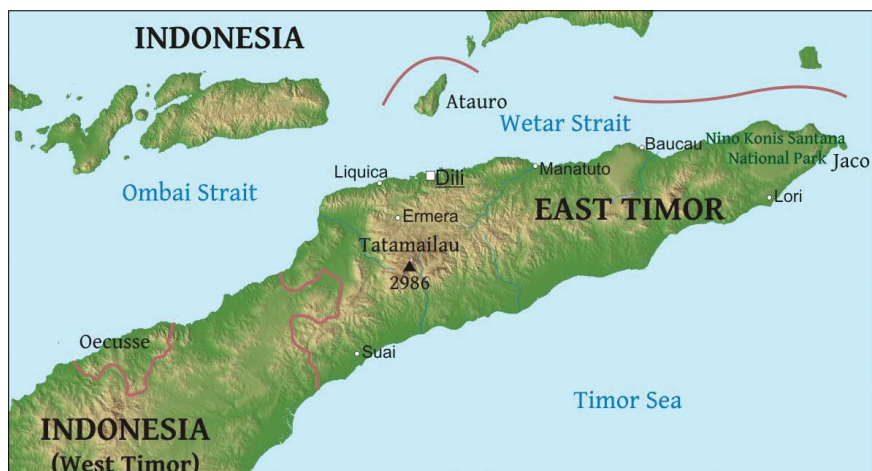 INDONESIA
Atauro
Wetar Strait
Nino Konis Santana
National Park
Baucau
Jaco
Liquica
Dili
Manatuto
Ombai Strait
Lori
Ermera
EAST TIMOR
Tatamailau
2986
Oecusse
Suai
Timor Sea
INDONESIA
(West Timor)